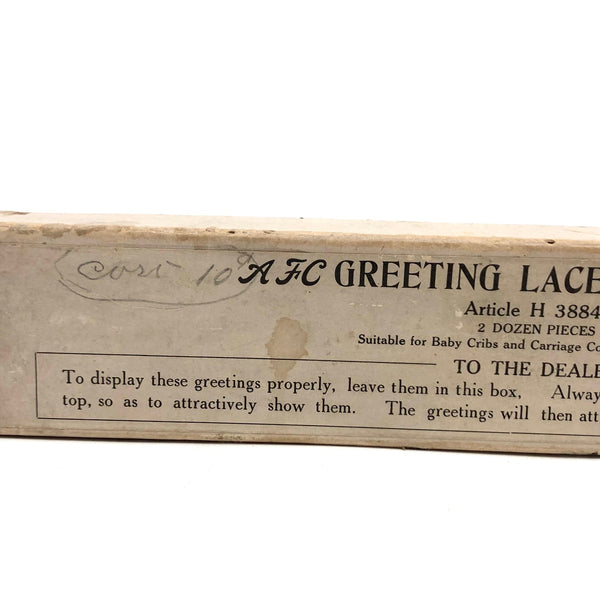 cost 10¢ AFC GREETING LACE
Article H 3884
2 DOZEN PIECES
Suitable for Baby Cribs and Carriage Co
TO THE DEALE
To display these greetings properly, leave them in this box, Alway
top, so as to attractively show them. The greetings will then att